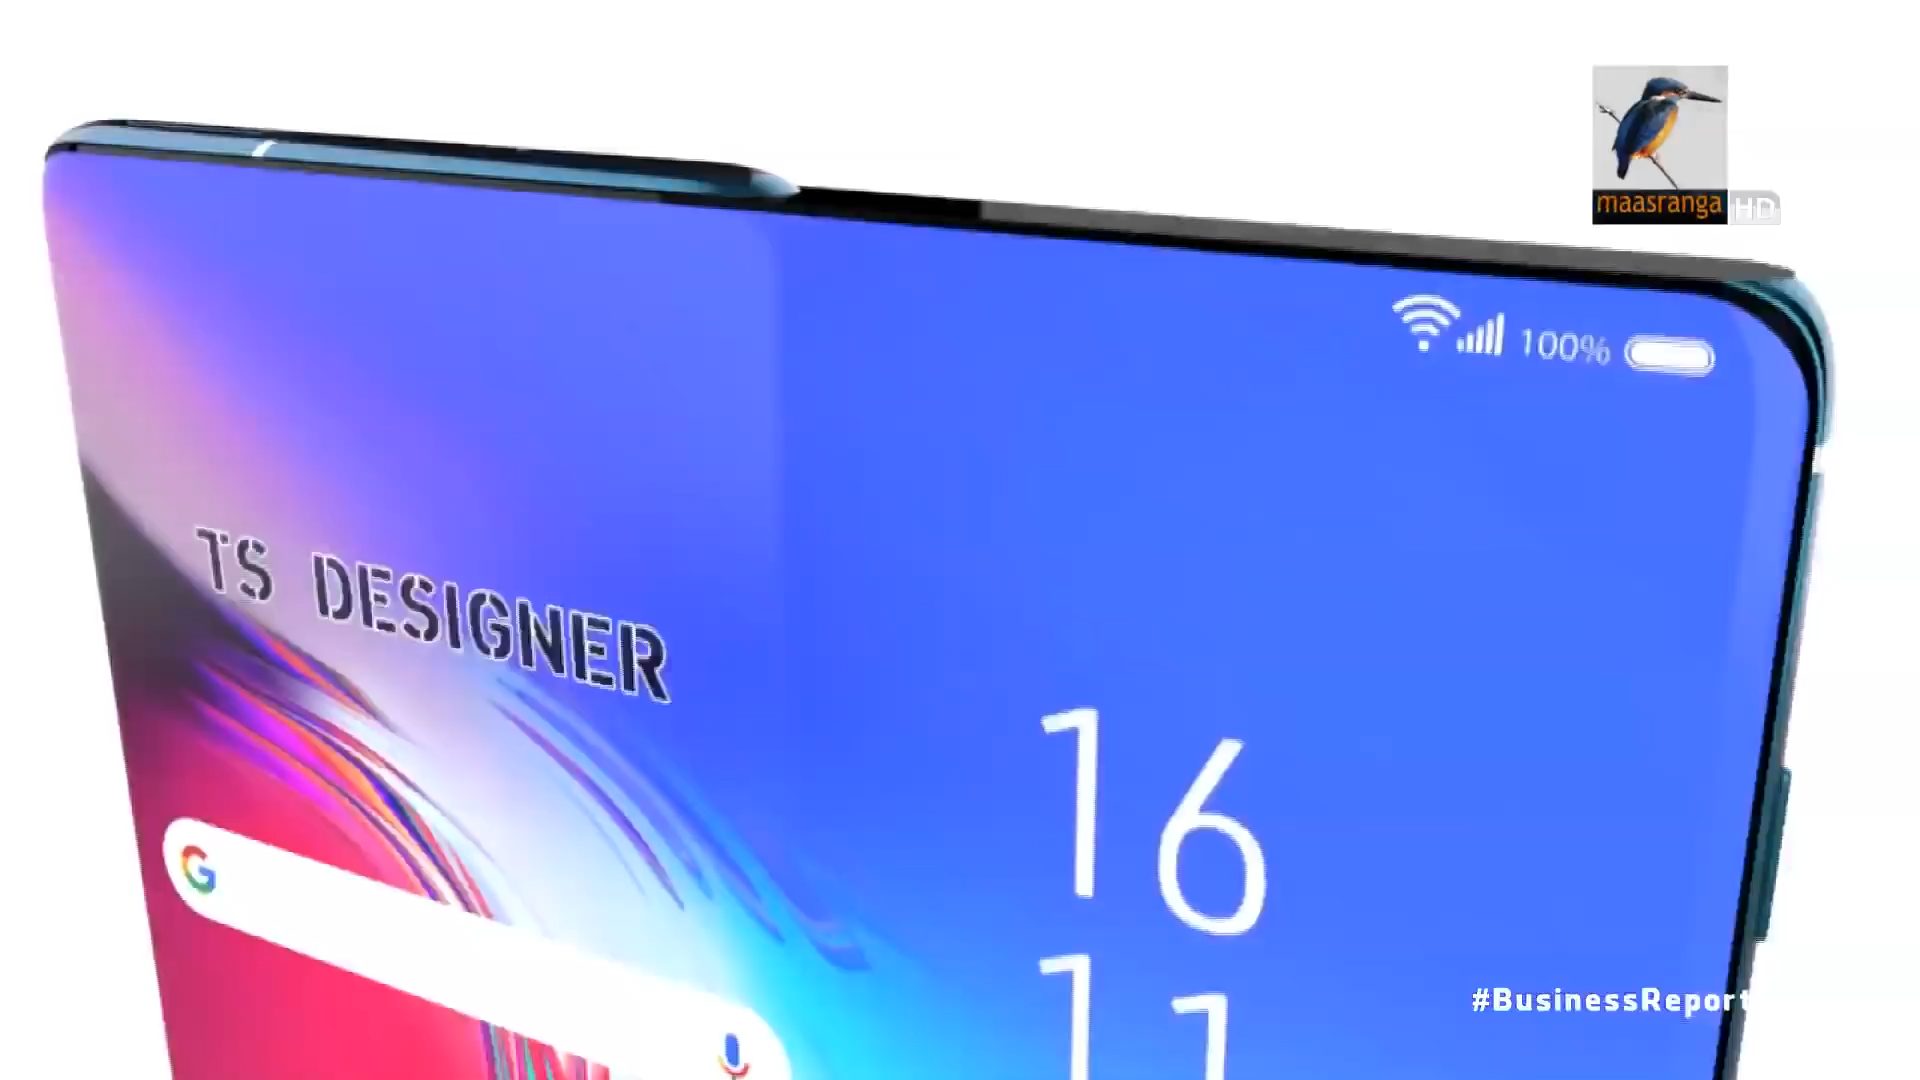 maasranga
HD
100%
TS DESIGNER
16
11
G
#BusinessReport